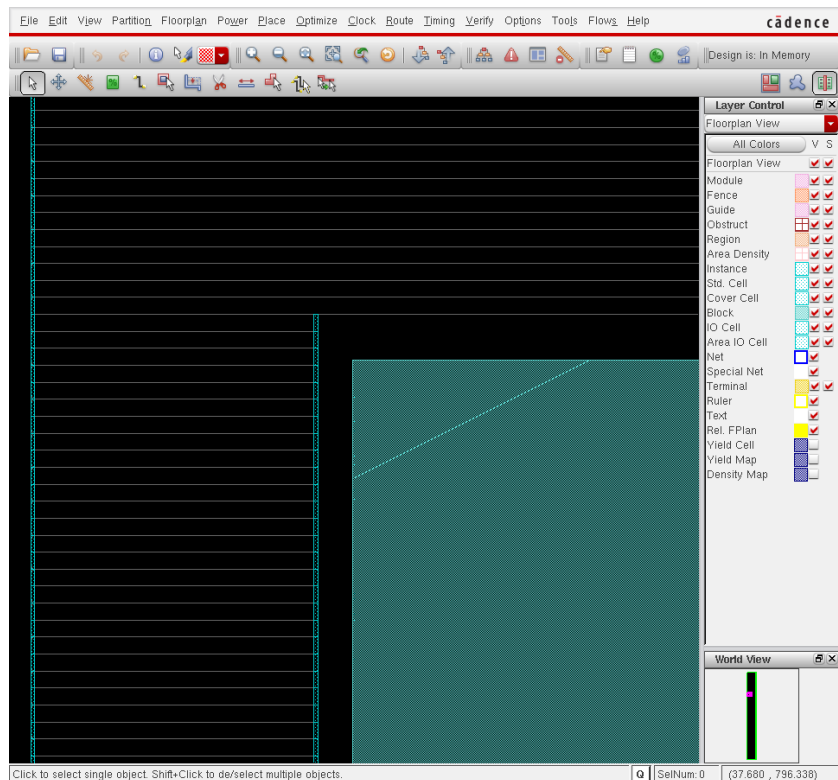 File Edit View Partition Floorplan Power Place Optimize Clock Route Timing Verify Options Tools Flows Help cādence
Design is: In Memory
Layer Control
Floorplan View
All Colors V S
Floorplan View
Module
Fence
Guide
Obstruct
Region
Area Density
Instance
Std. Cell
Cover Cell
Block
IO Cell
Area IO Cell
Net
Special Net
Terminal
Ruler
Text
Rel. FPlan
Yield Cell
Yield Map
Density Map
World View
Click to select single object. Shift+Click to de/select multiple objects. Q SelNum: 0 (37.680 , 796.338)